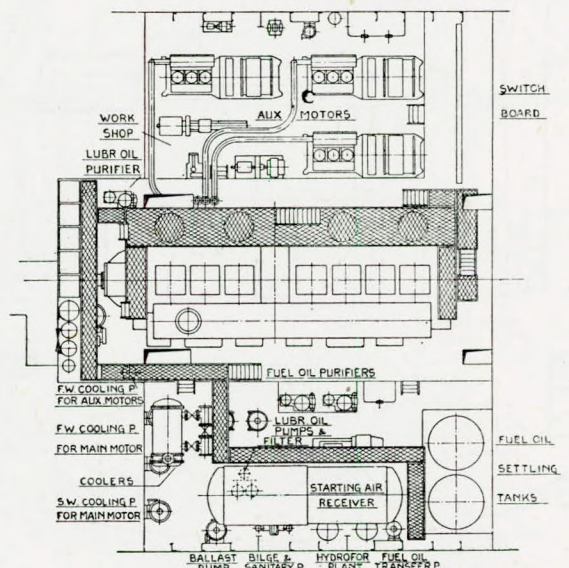 SWITCH
BOARD
WORK
SHOP
AUX MOTORS
LUBR OIL
PURIFIER
FUEL OIL PURIFIERS
F.W. COOLING P.
FOR AUX MOTORS
F.W. COOLING P.
FOR MAIN MOTOR
COOLERS
S.W. COOLING P.
FOR MAIN MOTOR
LUBR OIL
PUMPS &
FILTER
STARTING AIR
RECEIVER
FUEL OIL
SETTLING
TANKS
BALLAST
PUMP
BILGE &
SANITARY P.
HYDROFOR
PLANT
FUEL OIL
TRANSFER P.